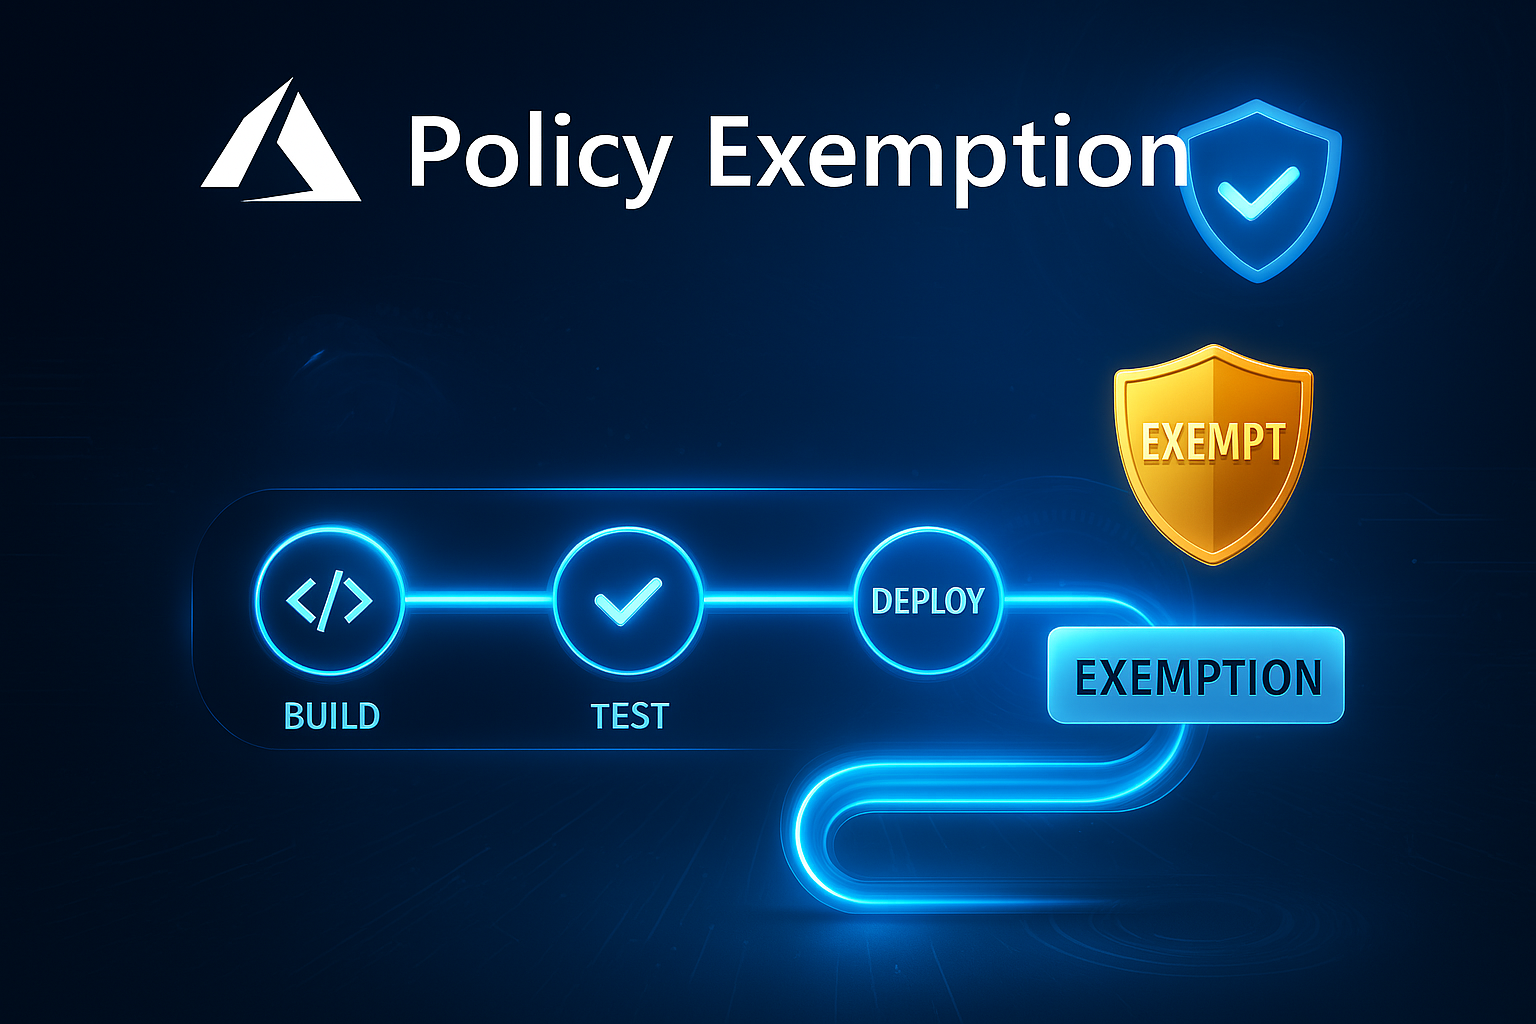 Policy Exemption
EXEMPT
</>
DEPLOY
EXEMPTION
BUILD
TEST